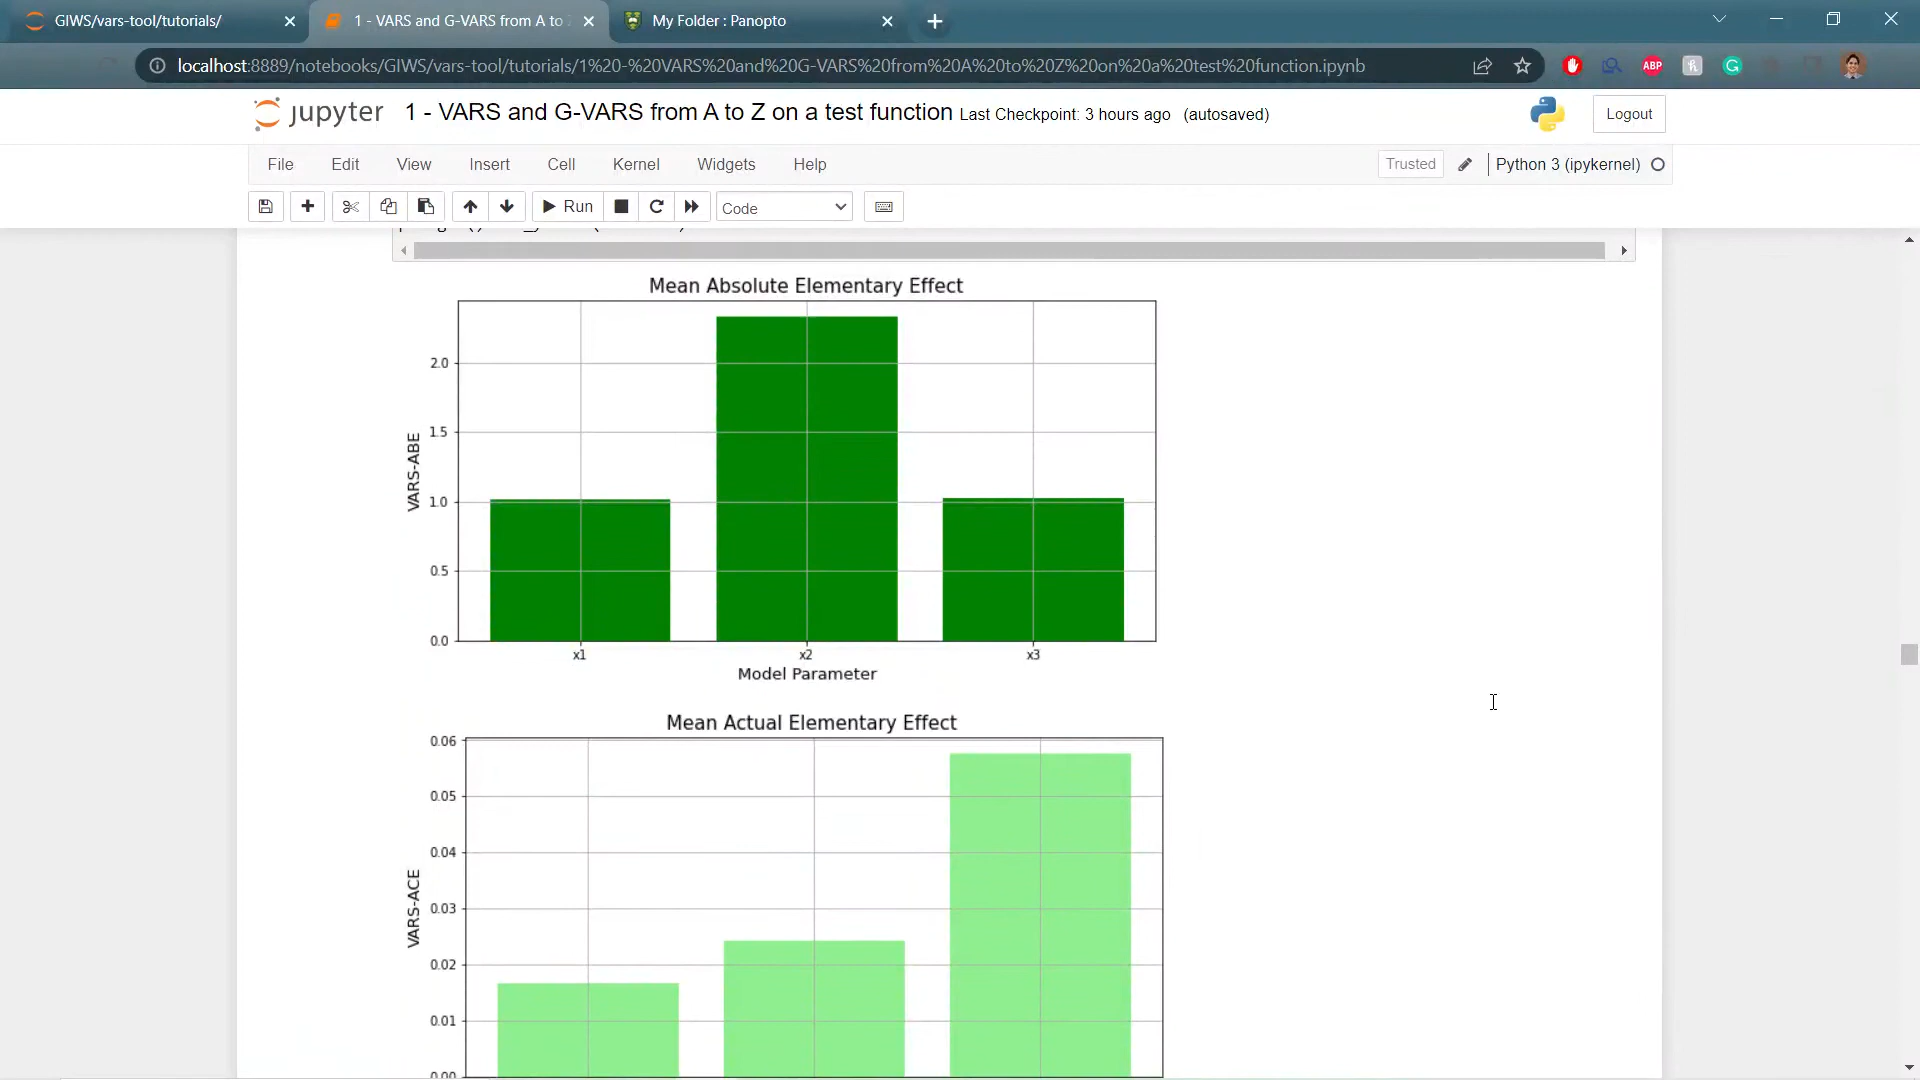 GIWS/vars-tool/tutorials/
1 - VARS and G-VARS from A to
My Folder : Panopto
localhost:8889/notebooks/GIWS/vars-tool/tutorials/1%20-%20VARS%20and%20G-VARS%20from%20A%20to%20Z%20on%20a%20test%20function.ipynb
ABP
jupyter
1 - VARS and G-VARS from A to Z on a test function Last Checkpoint: 3 hours ago (autosaved)
Logout
File Edit View Insert Cell Kernel Widgets Help
Trusted
Python 3 (ipykernel)
Run
Code
Mean Absolute Elementary Effect
2.0
1.5
1.0
0.5
0.0
VARS-ABE
x1 x2 x3
Model Parameter
Mean Actual Elementary Effect
0.06
0.05
0.04
0.03
0.02
0.01
0.00
VARS-ACE